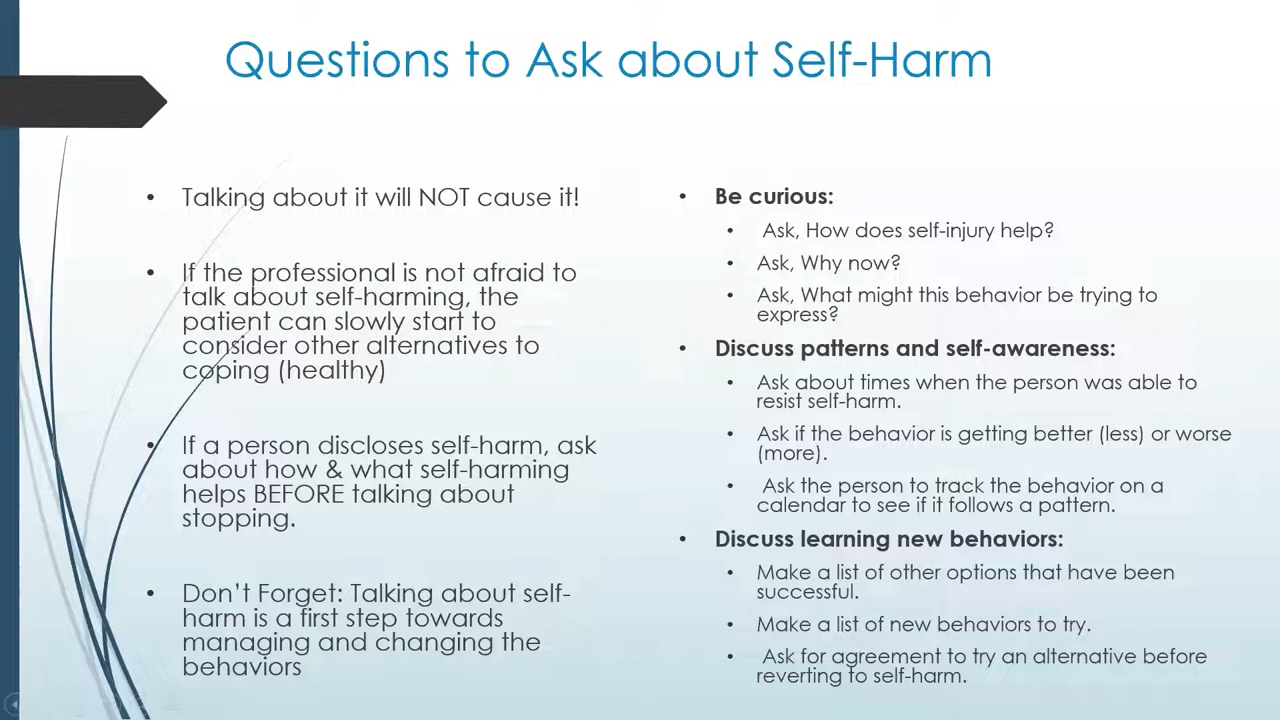 Questions to Ask about Self-Harm
• Talking about it will NOT cause it!
• If the professional is not afraid to
talk about self-harming, the
patient can slowly start to
consider other alternatives to
coping (healthy)
• If a person discloses self-harm, ask
about how & what self-harming
helps BEFORE talking about
stopping.
• Don’t Forget: Talking about self-
harm is a first step towards
managing and changing the
behaviors
• Be curious:
• Ask, How does self-injury help?
• Ask, Why now?
• Ask, What might this behavior be trying to
express?
• Discuss patterns and self-awareness:
• Ask about times when the person was able to
resist self-harm.
• Ask if the behavior is getting better (less) or worse
(more).
• Ask the person to track the behavior on a
calendar to see if it follows a pattern.
• Discuss learning new behaviors:
• Make a list of other options that have been
successful.
• Make a list of new behaviors to try.
• Ask for agreement to try an alternative before
reverting to self-harm.